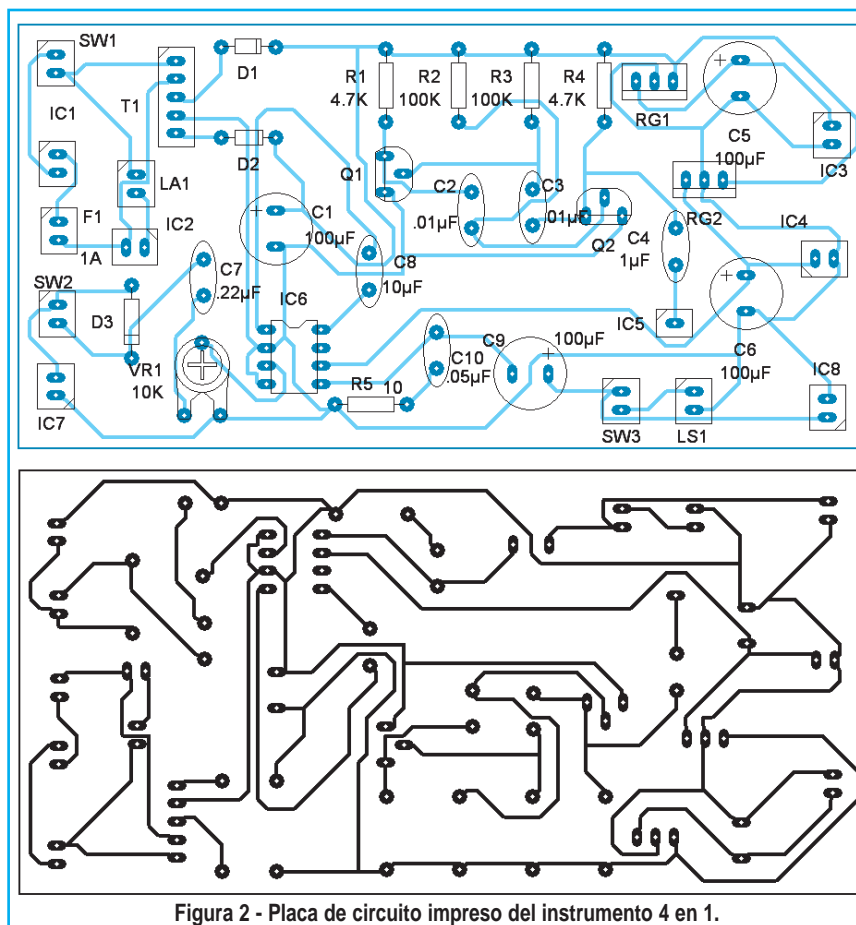 SW1
D1
R1
4.7K
R2
100K
R3
100K
R4
4.7K
RG1
IC1
T1
C5
100µF
IC3
D2
Q1
LA1
C2
.01µF
C3
.01µF
RG2
F1
1A
IC2
C1
100µF
Q2
C4
1µF
IC4
C7
.22µF
C8
10µF
SW2
IC6
D3
IC5
C9
100µF
C10
.05µF
C6
100µF
VR1
10K
R5
10
IC8
IC7
SW3
LS1
+
+
+
+
Figura 2 - Placa de circuito impreso del instrumento 4 en 1.